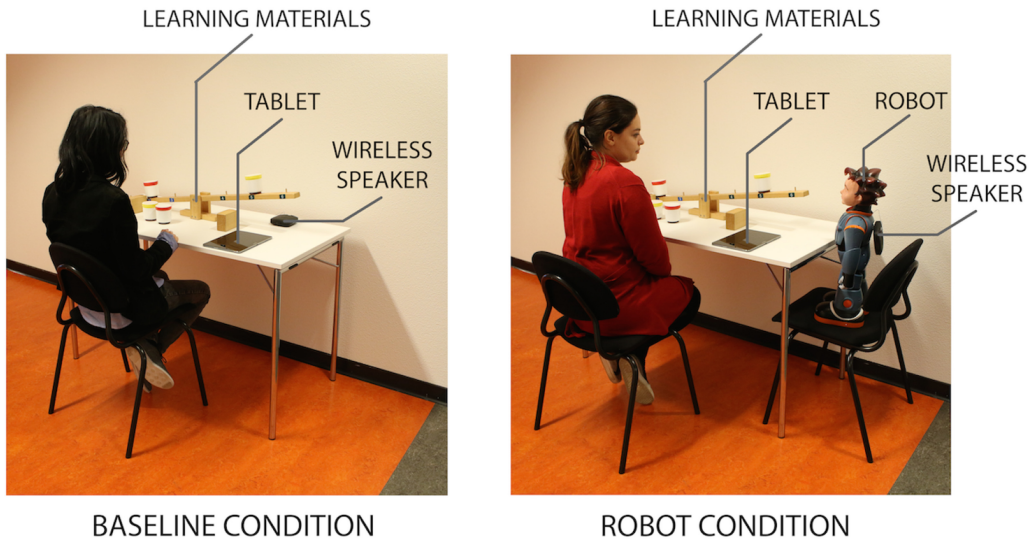 LEARNING MATERIALS
TABLET
WIRELESS
SPEAKER
BASELINE CONDITION
LEARNING MATERIALS
TABLET
ROBOT
WIRELESS
SPEAKER
ROBOT CONDITION